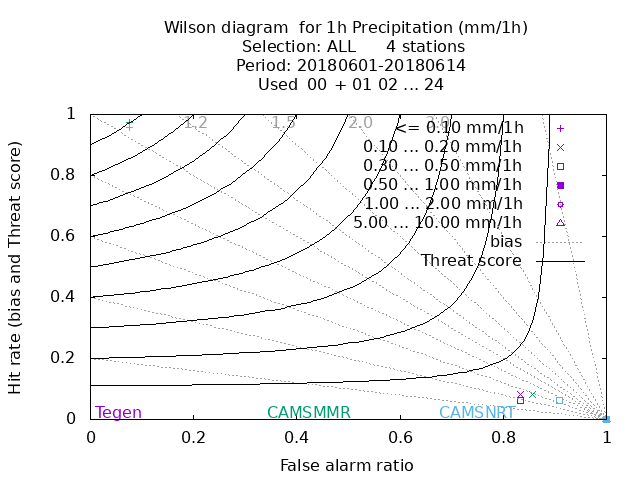 Wilson diagram  for 1h Precipitation (mm/1h)
Selection: ALL      4 stations
Period: 20180601-20180614
Used  00  + 01 02 ... 24
1.2
1.5
2.0
3.0
<= 0.10 mm/1h
0.10 ... 0.20 mm/1h
0.30 ... 0.50 mm/1h
0.50 ... 1.00 mm/1h
1.00 ... 2.00 mm/1h
5.00 ... 10.00 mm/1h
bias
Threat score
Hit rate (bias and Threat score)
1
0.8
0.6
0.4
0.2
0
Tegen
CAMSMMR
CAMSNRT
0
0.2
0.4
0.6
0.8
1
False alarm ratio